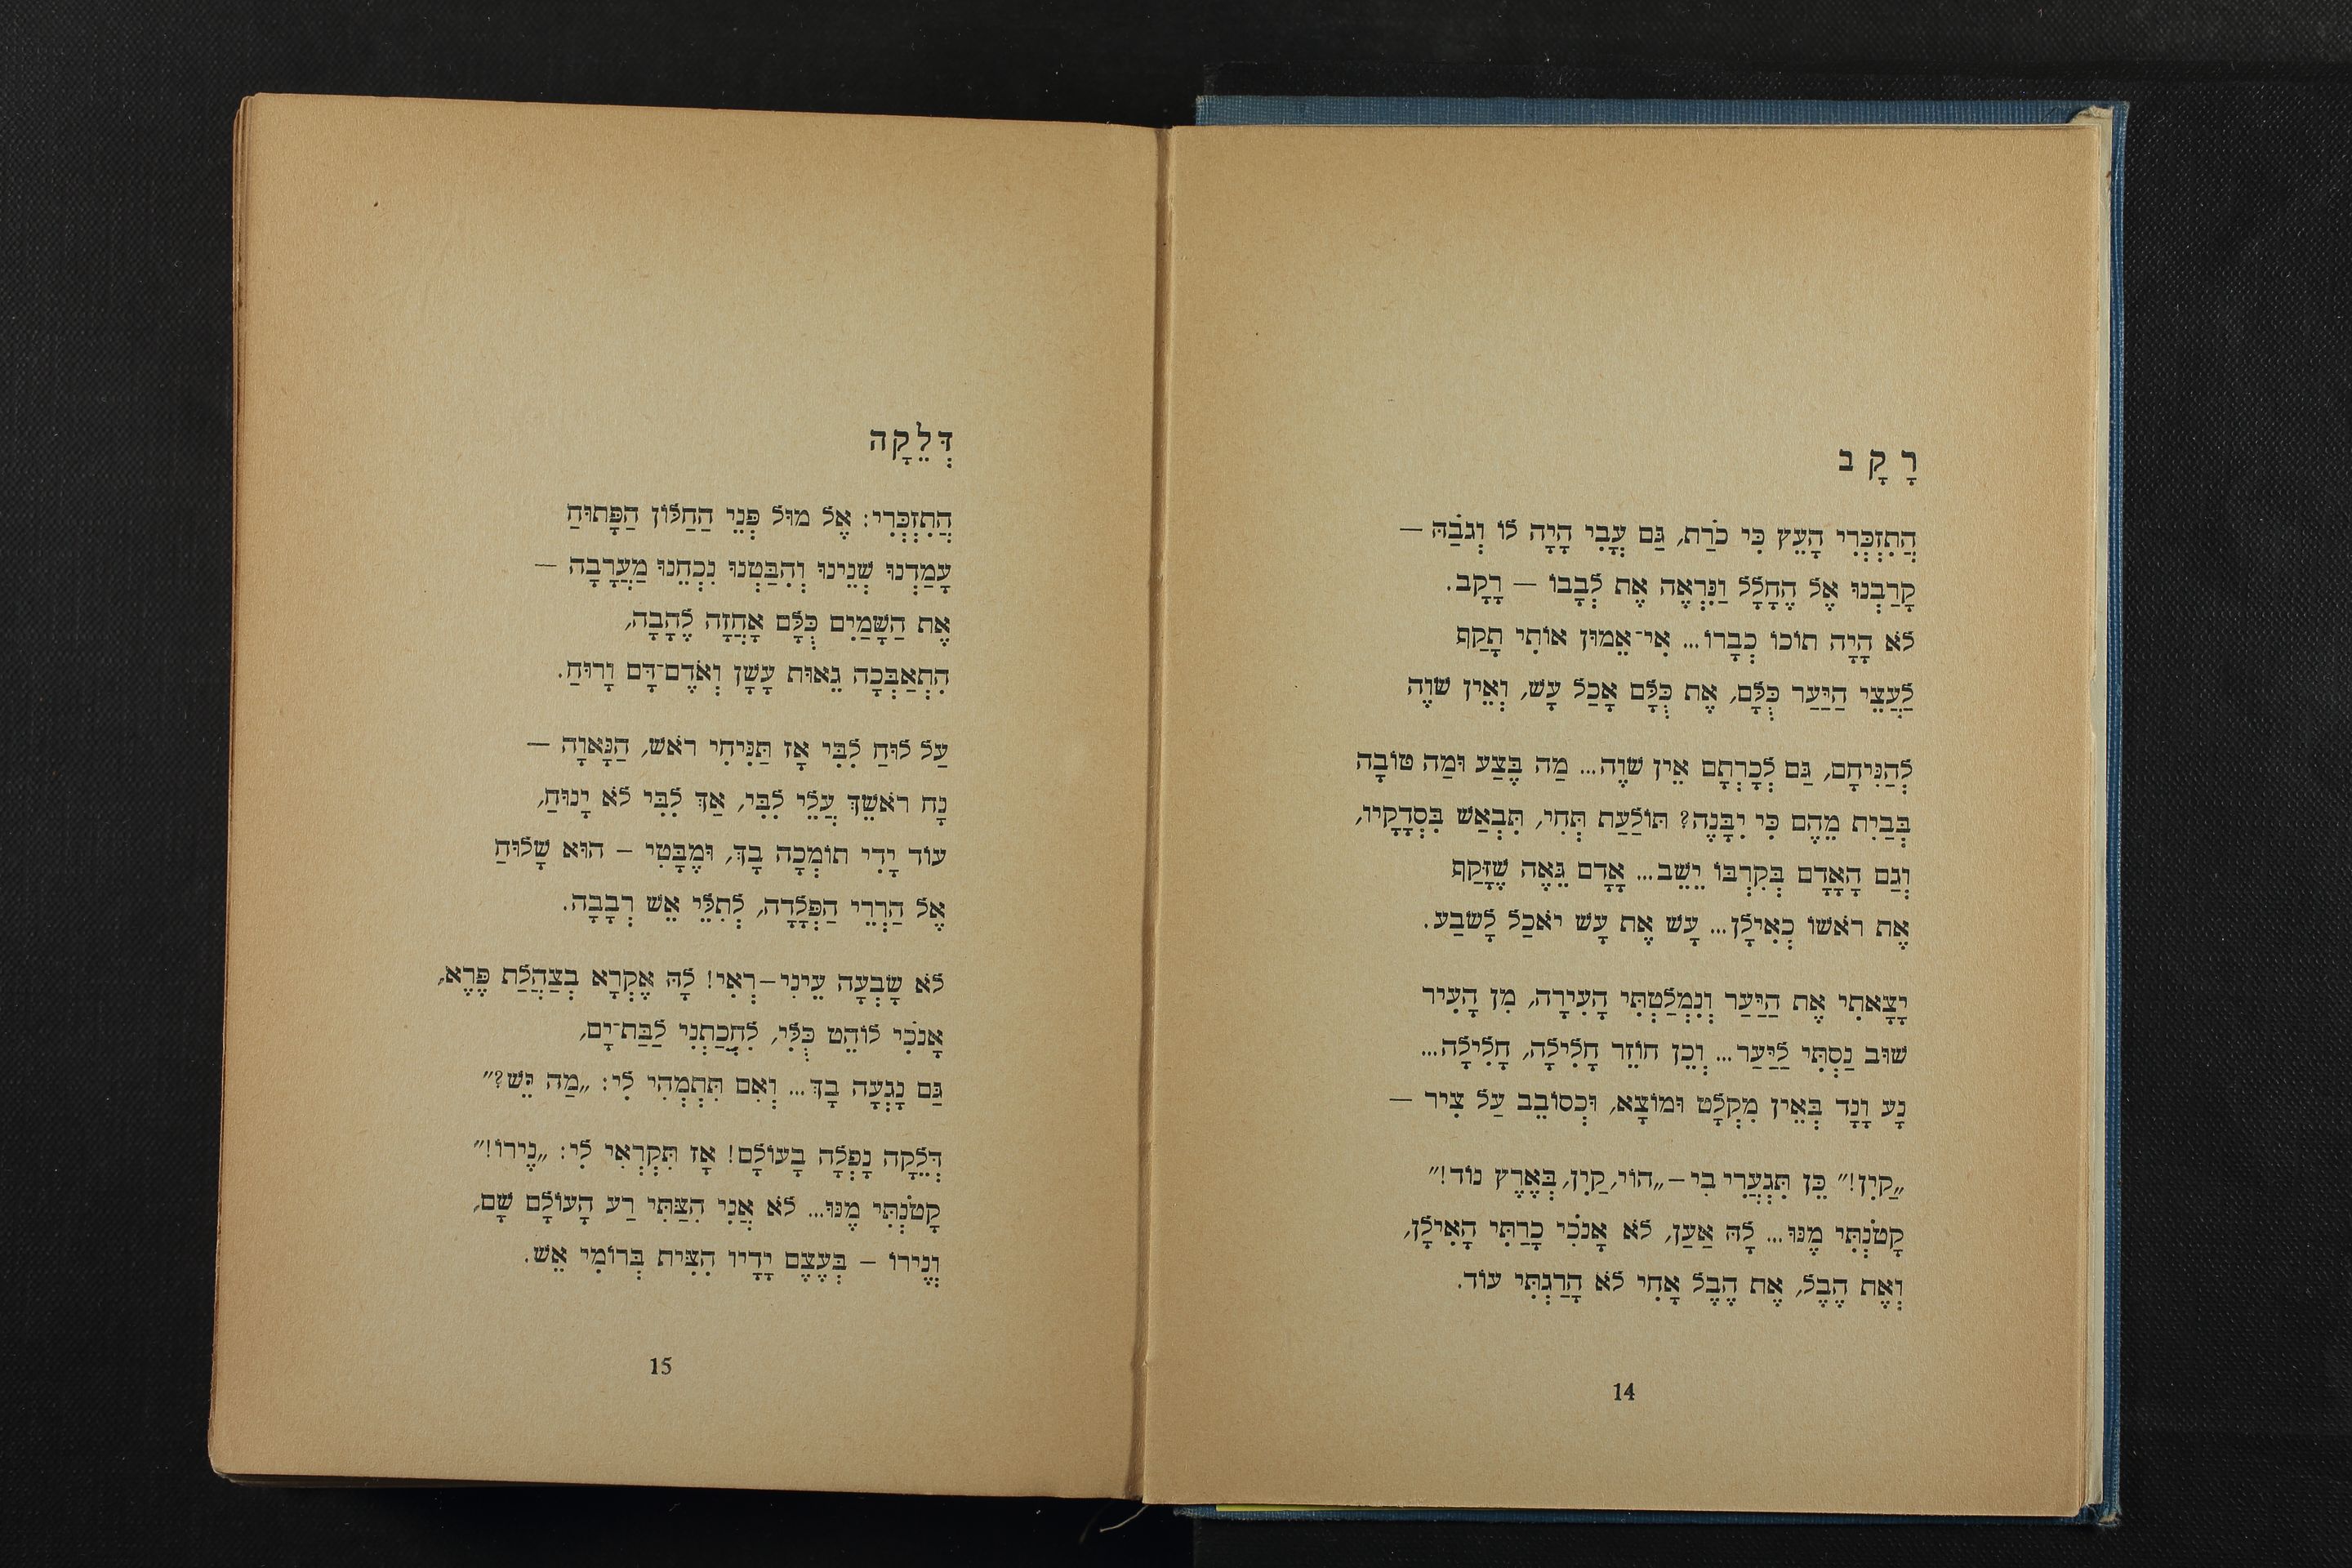 רָקָב
הֲתִזְכְּרִי הָעֵץ כִּי כֹרַת, גַּם עֳבִי הָיָה לוֹ וְגֹבַהּ —
קָרַבְנוּ אֶל הֶחָלָל וַנִּרְאֶה אֶת לְבָבוֹ — רָקָב.
לֹא הָיָה תוֹכוֹ כְבָרוֹ... אִי־אֵמוּן אוֹתִי תָקַף
לַעֲצֵי הַיַּעַר כְּלָּם, אֶת כְּלָּם אָכַל עָשׁ, וְאֵין שׁוֶֹה
לְהַנִּיחָם, גַּם לְכָרְתָם אֵין שׁוֶֹה... מַה בֶּצַע וּמַה טּוֹבָה
בְּבַיִת מֵהֶם כִּי יִבָּנֶה? תּוֹלַעַת תְּחִי, תִּבְאַשׁ בִּסְדָקָיו,
וְגַם הָאָדָם בְּקִרְבּוֹ יֵשֵׁב... אָדָם גֵּאֶה שֶׁזָּקַף
אֶת רֹאשׁוֹ כְאִילָן... עָשׁ אֶת עָשׁ יֹאכַל לָשֹׂבַע.
יָצָאתִי אֶת הַיַּעַר וְנִמְלַטְתִּי הָעִירָה, מִן הָעִיר
שׁוּב נַסְתִּי לַיַּעַר... וְכֵן חוֹזֵר חָלִילָה, חָלִילָה...
נָע וָנָד בְּאֵין מִקְלָט וּמוֹצָא, וּכְסוֹבֵב עַל צִיר —
„קַיִן!” כֵּן תִּגְעֲרִי בִי – „הוֹי, קַיִן, בְּאֶרֶץ נוֹד!”
קָטֹנְתִּי מֶנּוּ... לָהּ אַעַן, לֹא אָנֹכִי כָרַתִּי הָאִילָן,
וְאֶת הֶבֶל, אֶת הֶבֶל אָחִי לֹא הָרַגְתִּי עוֹד.
14
דְּלֵקָה
הֲתִזְכְּרִי: אֶל מוּל פְּנֵי הַחַלּוֹן הַפָּתוּחַ
עָמַדְנוּ שְׁנֵינוּ וְהִבַּטְנוּ נִכְחֵנוּ מַעֲרָבָה —
אֶת הַשָּׁמַיִם כְּלָּם אָחֲזָה לֶהָבָה,
הִתְאַבְּכָה גֵאוּת עָשָׁן וְאֹדֶם־דָּם וָרוּחַ.
עַל לוּחַ לִבִּי אָז תַּנִּיחִי רֹאשׁ, הַנָּאוָה —
נָח רֹאשֵׁךְ עֲלֵי לִבִּי, אַךְ לִבִּי לֹא יָנוּחַ,
עוֹד יָדִי תוֹמְכָה בָךְ, וּמֶבָּטִי – הוּא שָׁלוּחַ
אֶל הַרְרֵי הַפְּלָדָה, לְתִלֵּי אֵשׁ רְבָבָה.
לֹא שָׂבְעָה עֵינִי – רְאִי! לָהּ אֶקְרָא בְצַהֲלַת פֶּרֶא,
אָנֹכִי לוֹהֵט כְּלִּי, לִחֲכַתְנִי לַבַּת־יָם,
גַּם נָגְעָה בָךְ... וְאִם תִּתְמְהִי לִי: „מַה יֵּשׁ?”
דְּלֵקָה נָפְלָה בָעוֹלָם! אָז תִּקְרְאִי לִי: „נֶירוֹ!”
קָטֹנְתִּי מֶנּוּ... לֹא אֲנִי הִצַּתִּי רַע הָעוֹלָם שָׁם,
וְנֶירוֹ – בְּעֶצֶם יָדָיו הִצִּית בְּרוֹמִי אֵשׁ.
15